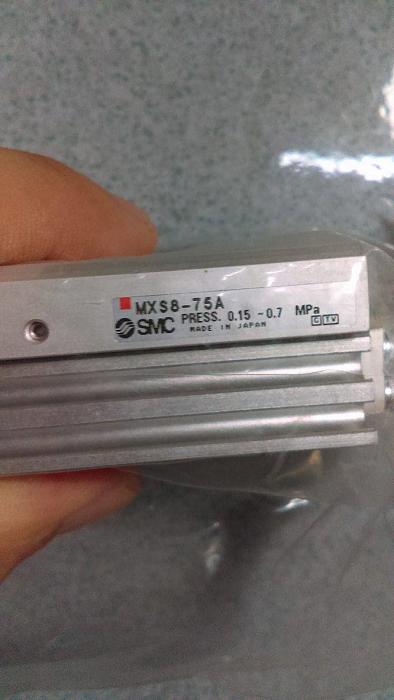 MXS8-75A
SMC PRESS. 0.15 ~0.7 MPa
MADE IN JAPAN